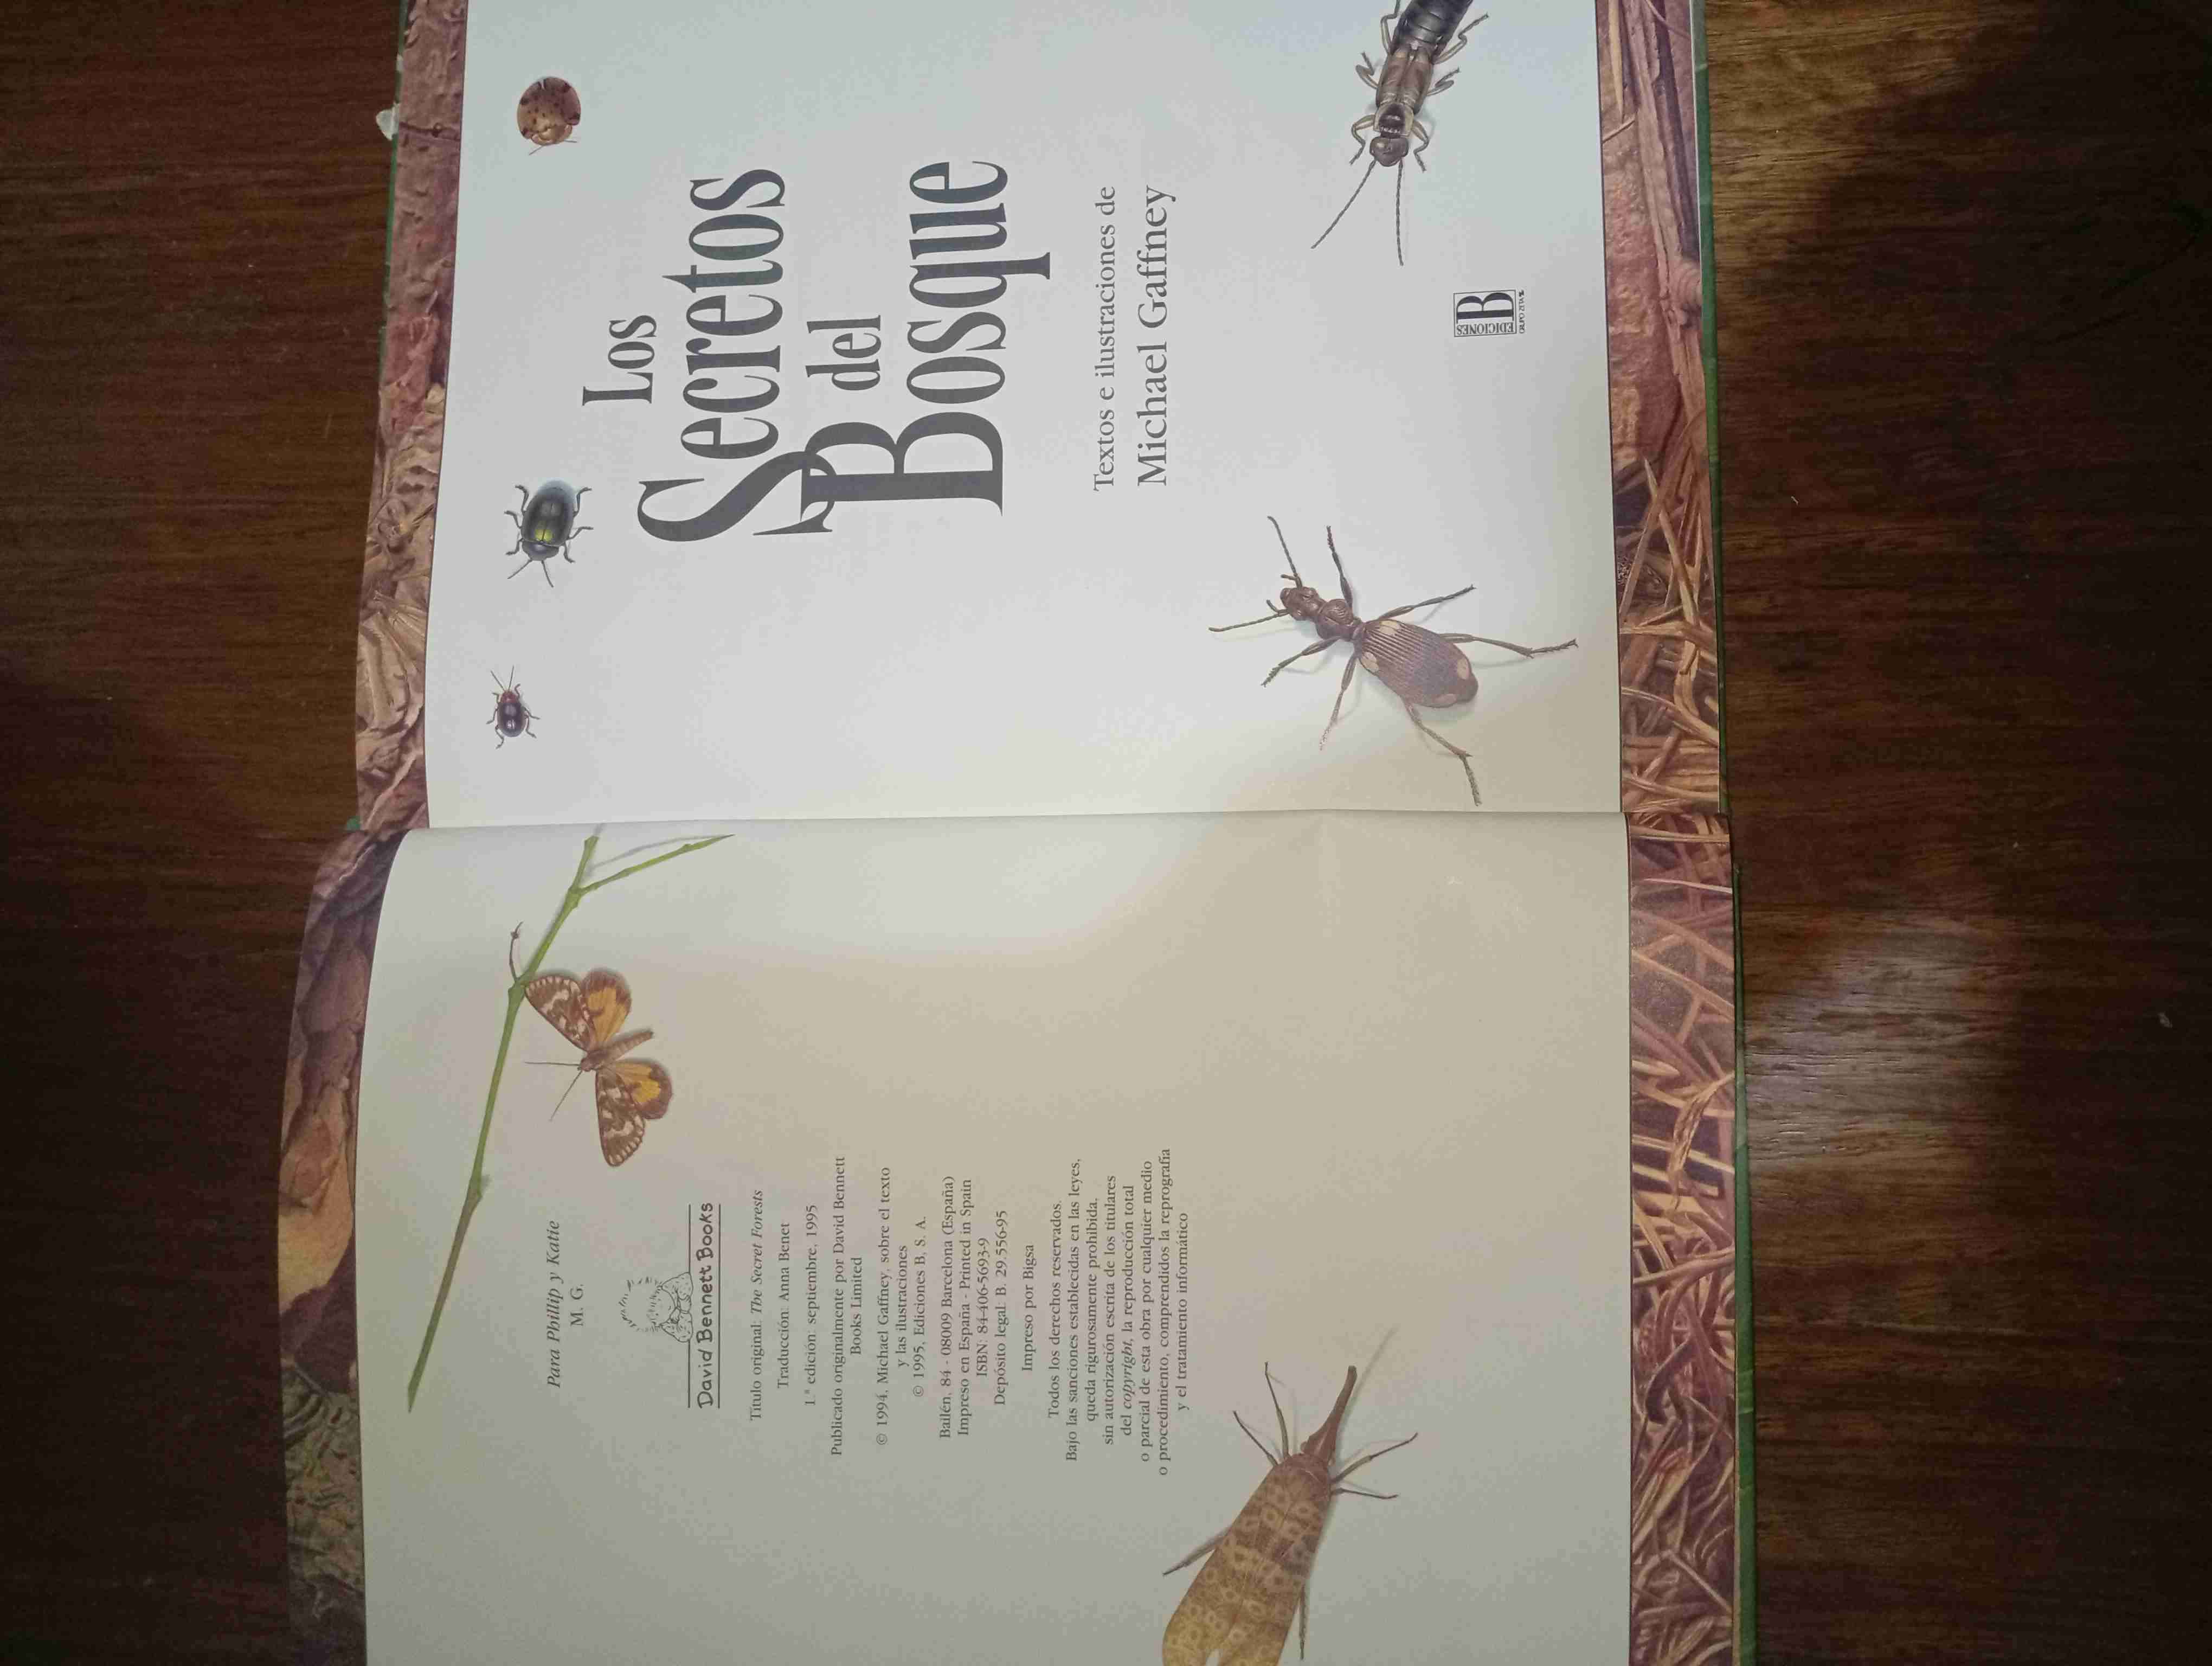 Para Phillip y Katie
M. G.
David Bennett Books
Título original: The Secret Forests
Traducción: Anna Benet
1.ª edición: septiembre, 1995
Publicado originalmente por David Bennett
Books Limited
© 1994, Michael Gaffney, sobre el texto
y las ilustraciones
© 1995, Ediciones B, S. A.
Bailén, 84 - 08009 Barcelona (España)
Impreso en España - Printed in Spain
ISBN: 84-406-5693-9
Depósito legal: B. 29.556-95
Impreso por Bigsa
Todos los derechos reservados.
Bajo las sanciones establecidas en las leyes,
queda rigurosamente prohibida,
sin autorización escrita de los titulares
del copyright, la reproducción total
o parcial de esta obra por cualquier medio
o procedimiento, comprendidos la reprografía
y el tratamiento informático
Los
Secretos
del
Bosque
Textos e ilustraciones de
Michael Gaffney
EDICIONES
B
GRUPO ZETA